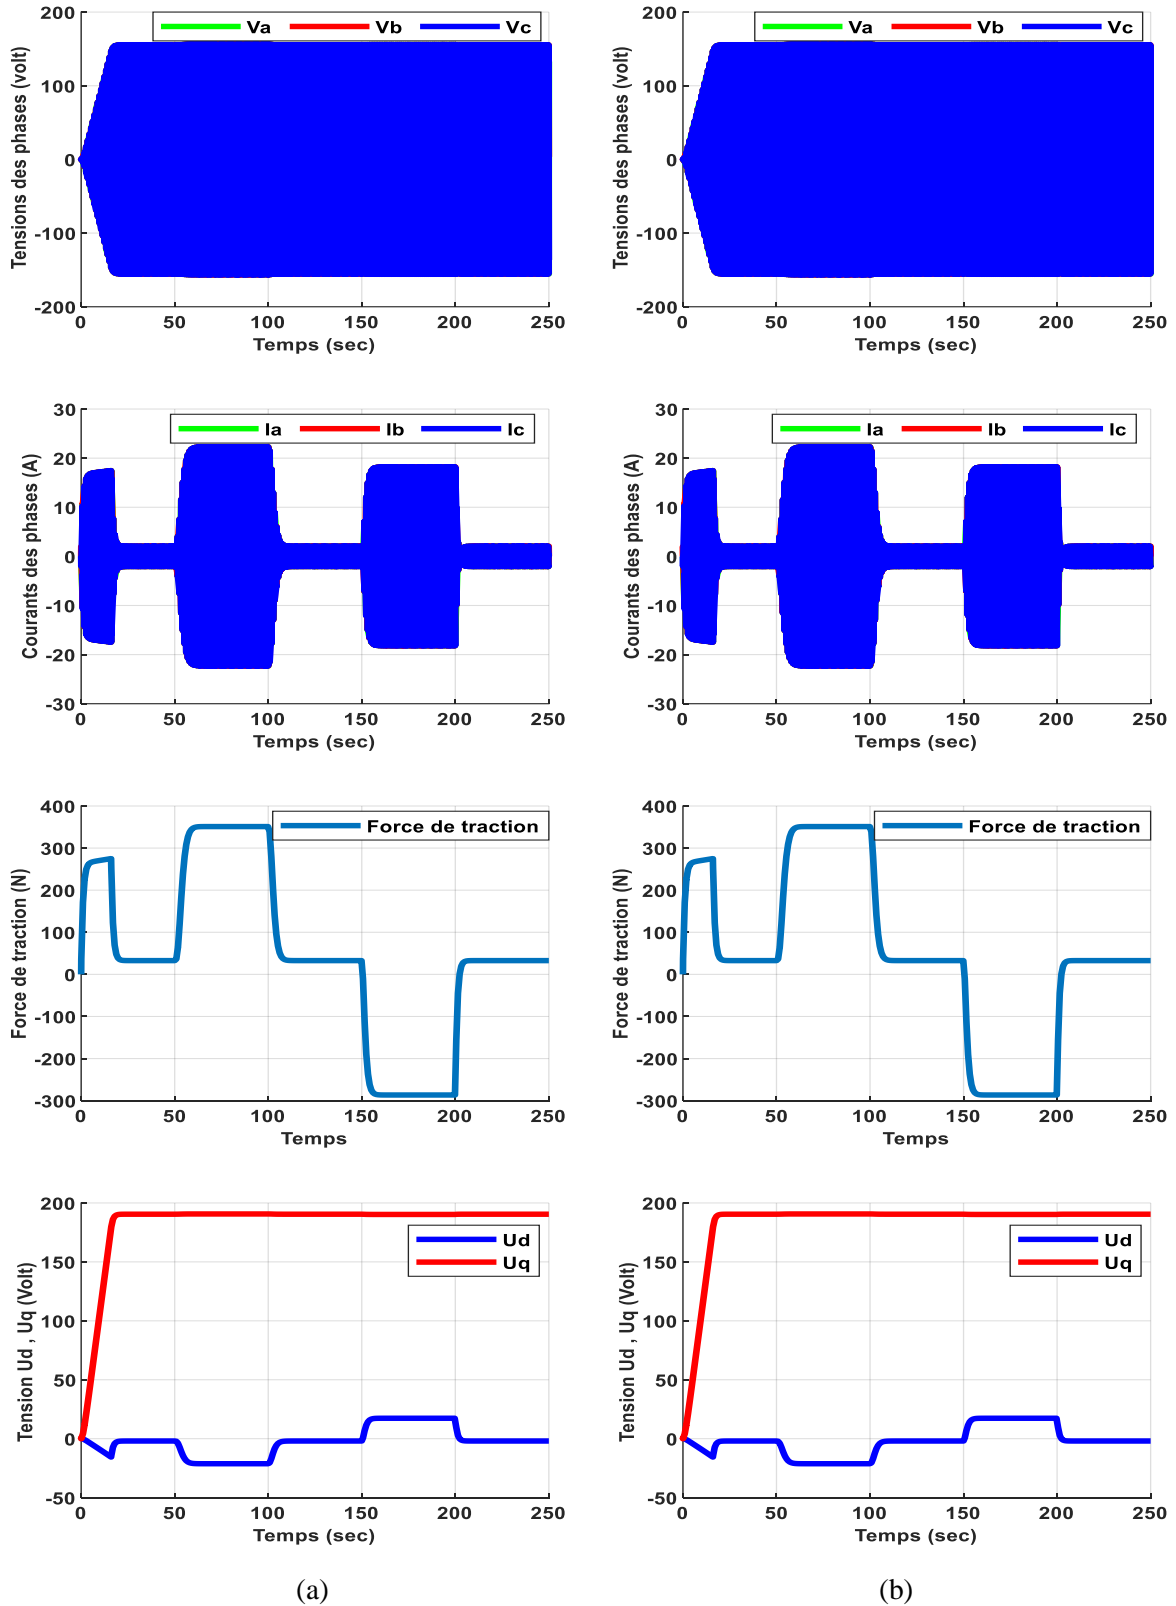 Va Vb Vc
Tensions des phases (volt)
200
100
0
-100
-200
0 50 100 150 200 250
Temps (sec)
Va Vb Vc
Tensions des phases (volt)
200
100
0
-100
-200
0 50 100 150 200 250
Temps (sec)
Ia Ib Ic
Courants des phases (A)
30
20
10
0
-10
-20
-30
0 50 100 150 200 250
Temps (sec)
Ia Ib Ic
Courants des phases (A)
30
20
10
0
-10
-20
-30
0 50 100 150 200 250
Temps (sec)
Force de traction
Force de traction (N)
400
300
200
100
0
-100
-200
-300
0 50 100 150 200 250
Temps
Force de traction
Force de traction (N)
400
300
200
100
0
-100
-200
-300
0 50 100 150 200 250
Temps
Ud
Uq
Tension Ud , Uq (Volt)
200
150
100
50
0
-50
0 50 100 150 200 250
Temps (sec)
Ud
Uq
Tension Ud , Uq (Volt)
200
150
100
50
0
-50
0 50 100 150 200 250
Temps (sec)
(a) (b)